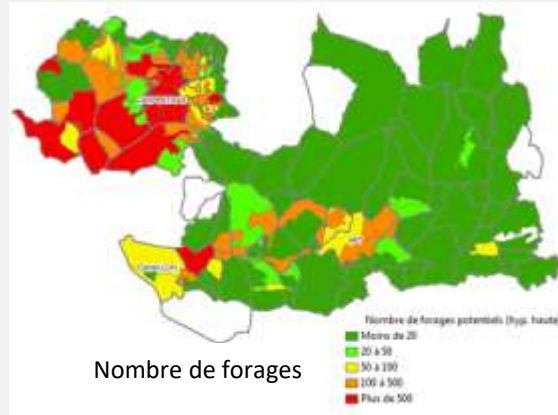 Nombre de forages potentiels (hyp. haute)
Moins de 20
20 à 50
50 à 100
100 à 500
Plus de 500
Nombre de forages